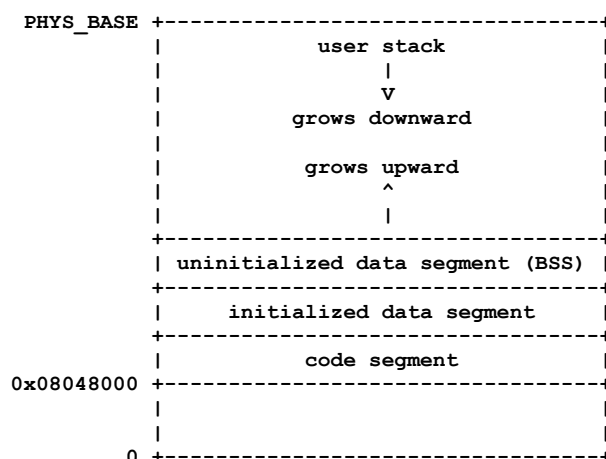 PHYS_BASE +----------------------------------+
          |            user stack            |
          |                 |                |
          |                 V                |
          |          grows downward          |
          |                                  |
          |           grows upward           |
          |                 ^                |
          |                 |                |
          +----------------------------------+
          | uninitialized data segment (BSS) |
          +----------------------------------+
          |     initialized data segment     |
          +----------------------------------+
          |           code segment           |
0x08048000 +----------------------------------+
          |                                  |
          |                                  |
        0 +----------------------------------+